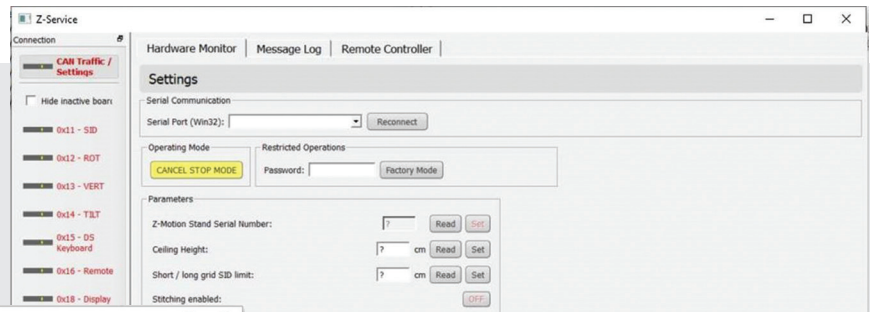 Z-Service
Connection
CAN Traffic /
Settings
Hide inactive board
0x11 - SID
0x12 - ROT
0x13 - VERT
0x14 - TILT
0x15 - DS
Keyboard
0x16 - Remote
0x18 - Display
Hardware Monitor
Message Log
Remote Controller
Settings
Serial Communication
Serial Port (Win32):
Reconnect
Operating Mode
CANCEL STOP MODE
Restricted Operations
Password:
Factory Mode
Parameters
Z-Motion Stand Serial Number: ? Read Set
Ceiling Height: ? cm Read Set
Short / long grid SID limit: ? cm Read Set
Stitching enabled: OFF